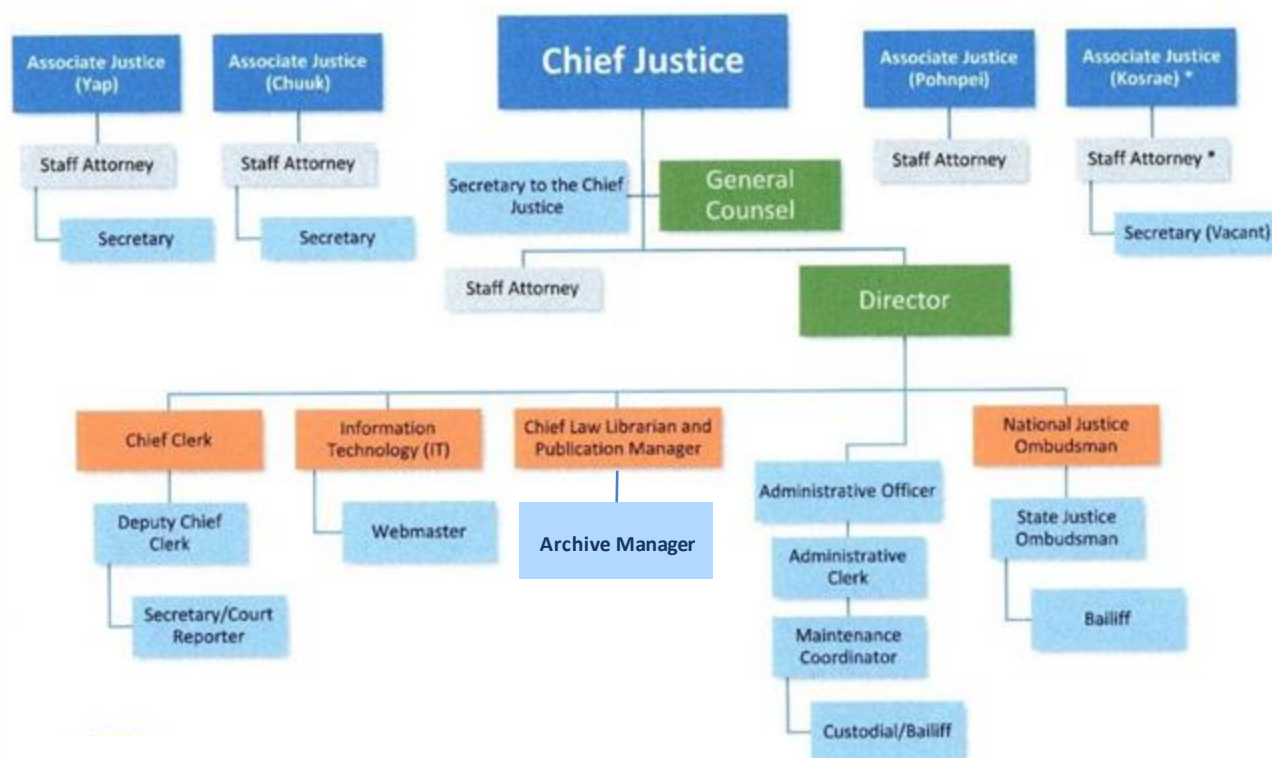 Chief Justice
Associate Justice
(Yap)
Associate Justice
(Chuuk)
Associate Justice
(Pohnpei)
Associate Justice
(Kosrae) *
Staff Attorney
Staff Attorney
Staff Attorney
Staff Attorney *
Secretary to the Chief
Justice
General
Counsel
Secretary
Secretary
Secretary (Vacant)
Staff Attorney
Director
Chief Clerk
Information
Technology (IT)
Chief Law Librarian and
Publication Manager
National Justice
Ombudsman
Administrative Officer
Deputy Chief
Clerk
Webmaster
Archive Manager
State Justice
Ombudsman
Administrative
Clerk
Secretary/Court
Reporter
Maintenance
Coordinator
Bailiff
Custodial/Bailiff